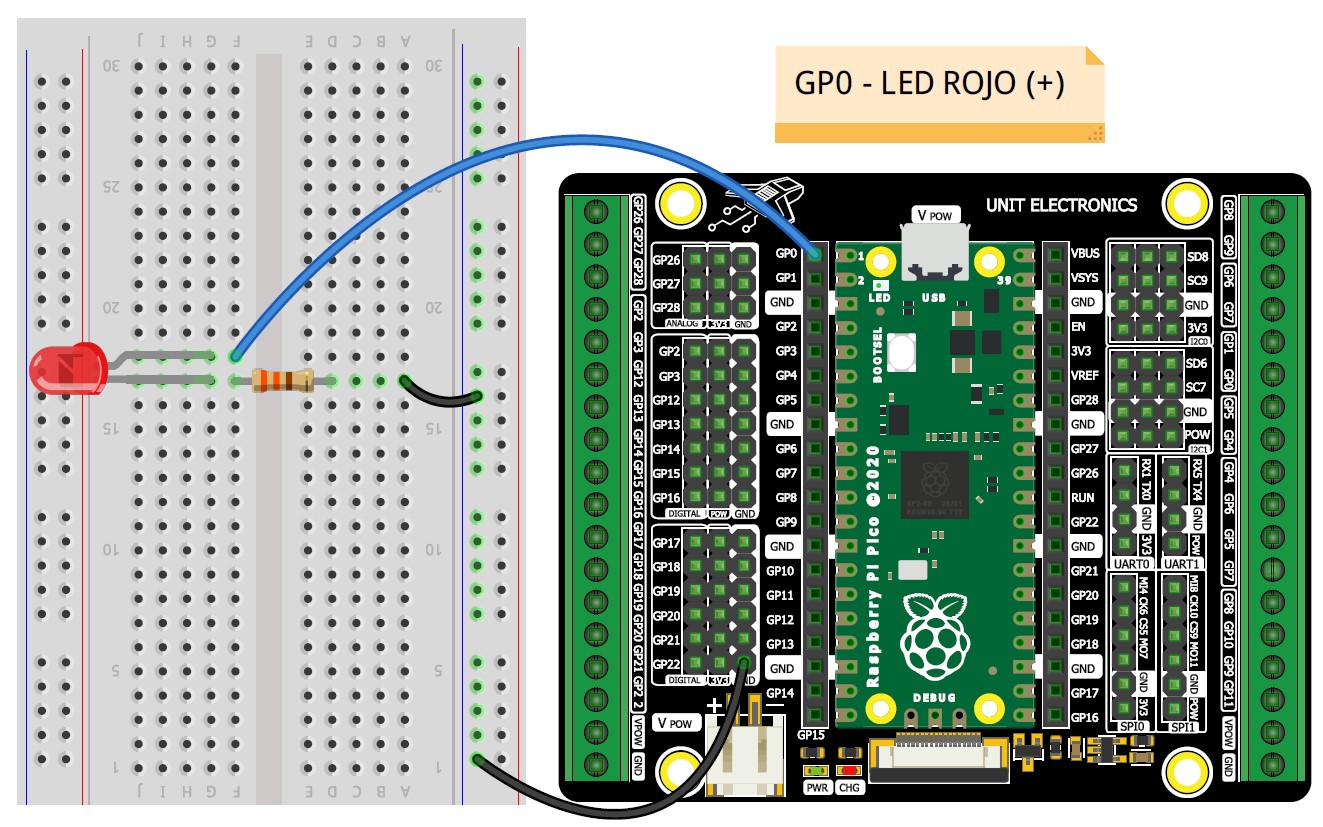 GP0 - LED ROJO (+)
J I H G F E D C B A
30 30
25 25
20 20
15 15
10 10
5 5
1 1
J I H G F E D C B A
UNIT ELECTRONICS
V POW
GP26
GP27
GP28
GP2
GP3
GP12
GP13
GP14
GP15
GP16
GP17
GP18
GP19
GP20
GP21
GP2 2
VPOW
GND
GP26
GP27
GP28
ANALOG 3V3 GND
GP2
GP3
GP12
GP13
GP14
GP15
GP16
DIGITAL POW GND
GP17
GP18
GP19
GP20
GP21
GP22
DIGITAL 3V3 GND
+ −
V POW
GP0
GP1
GND
GP2
GP3
GP4
GP5
GND
GP6
GP7
GP8
GP9
GND
GP10
GP11
GP12
GP13
GND
GP14
GP15
PWR CHG
1
2
39
LED USB
BOOTSEL
Raspberry Pi Pico ©2020
DEBUG
VBUS
VSYS
GND
EN
3V3
VREF
GP28
GND
GP27
GP26
RUN
GP22
GND
GP21
GP20
GP19
GP18
GND
GP17
GP16
SD8
SC9
GND
3V3
I2C0
SD6
SC7
GND
POW
I2C1
RX1 TX0 GND 3V3
UART0
RX5 TX4 GND POW
UART1
MI4 CK6 CS5 MO7 GND 3V3
SPI0
MI8 CK10 CS9 MO11 GND POW
SPI1
GP8
GP9
GP6
GP7
GP1
GP0
GP5
GP4
GP4
GP6
GP5
GP7
GP8
GP10
GP9
GP11
VPOW
GND